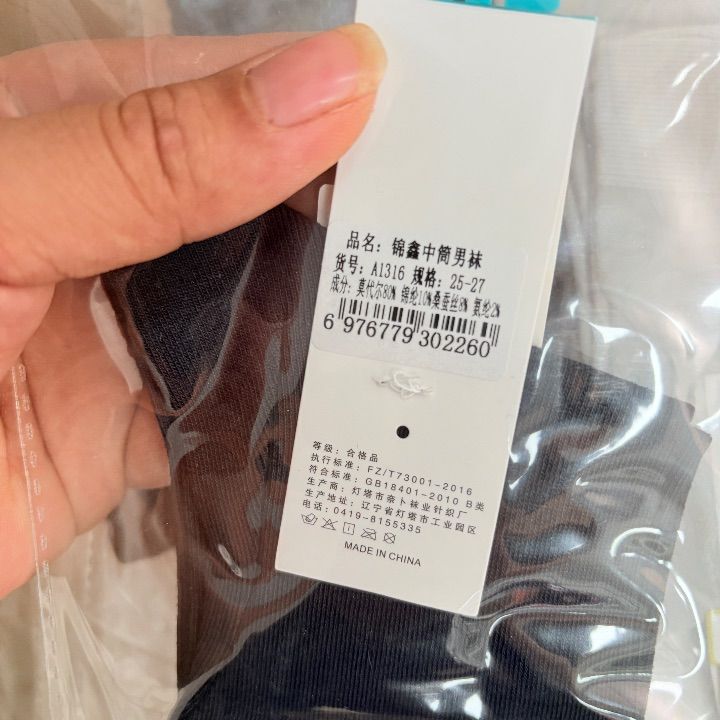 品名：锦鑫中筒男袜
货号：A1316 规格：25-27
成分：莫代尔80% 锦纶10%桑蚕丝8% 氨纶2%
6 976779 302260
等级：合格品
执行标准：FZ/T73001-2016
符合标准：GB18401-2010 B类
生产商：灯塔市奈卜袜业针织厂
生产地址：辽宁省灯塔市工业园区
电话：0419-8155335
MADE IN CHINA